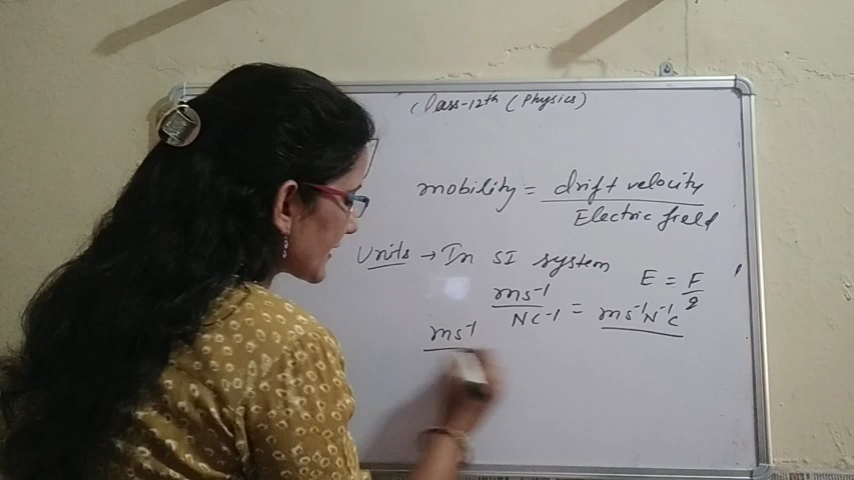 Class-12th (Physics)
mobility = drift velocity / Electric field
Units → In SI system
E = F / q
ms⁻¹ / NC⁻¹ = ms⁻¹N⁻¹C
ms⁻¹